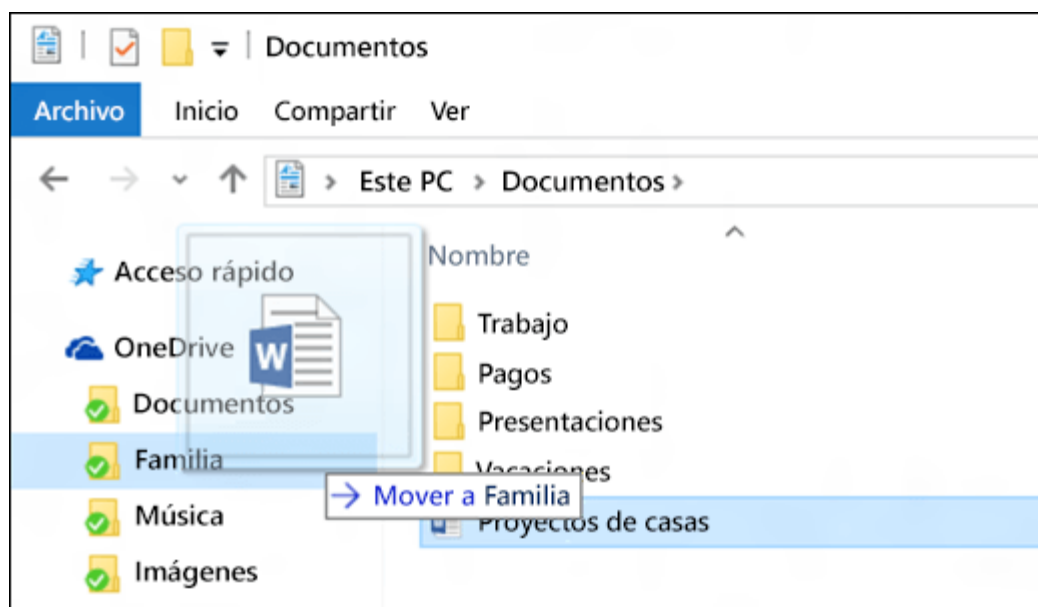 Documentos
Archivo Inicio Compartir Ver
Este PC > Documentos >
Nombre
Acceso rápido
OneDrive
Documentos
Familia
Música
Imágenes
W
Trabajo
Pagos
Presentaciones
Vacaciones
Mover a Familia
Proyectos de casas